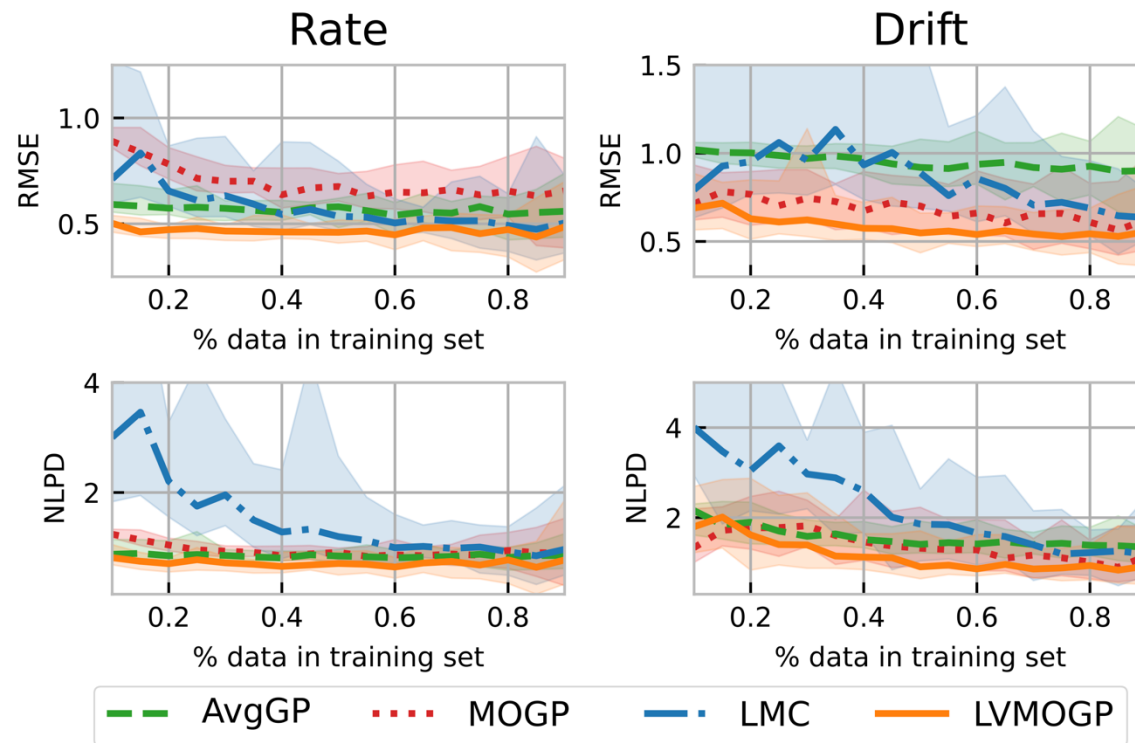 Rate
Drift
RMSE
1.0
0.5
0.2 0.4 0.6 0.8
% data in training set
RMSE
1.5
1.0
0.5
0.2 0.4 0.6 0.8
% data in training set
NLPD
4
2
0.2 0.4 0.6 0.8
% data in training set
NLPD
4
2
0.2 0.4 0.6 0.8
% data in training set
AvgGP MOGP LMC LVMOGP